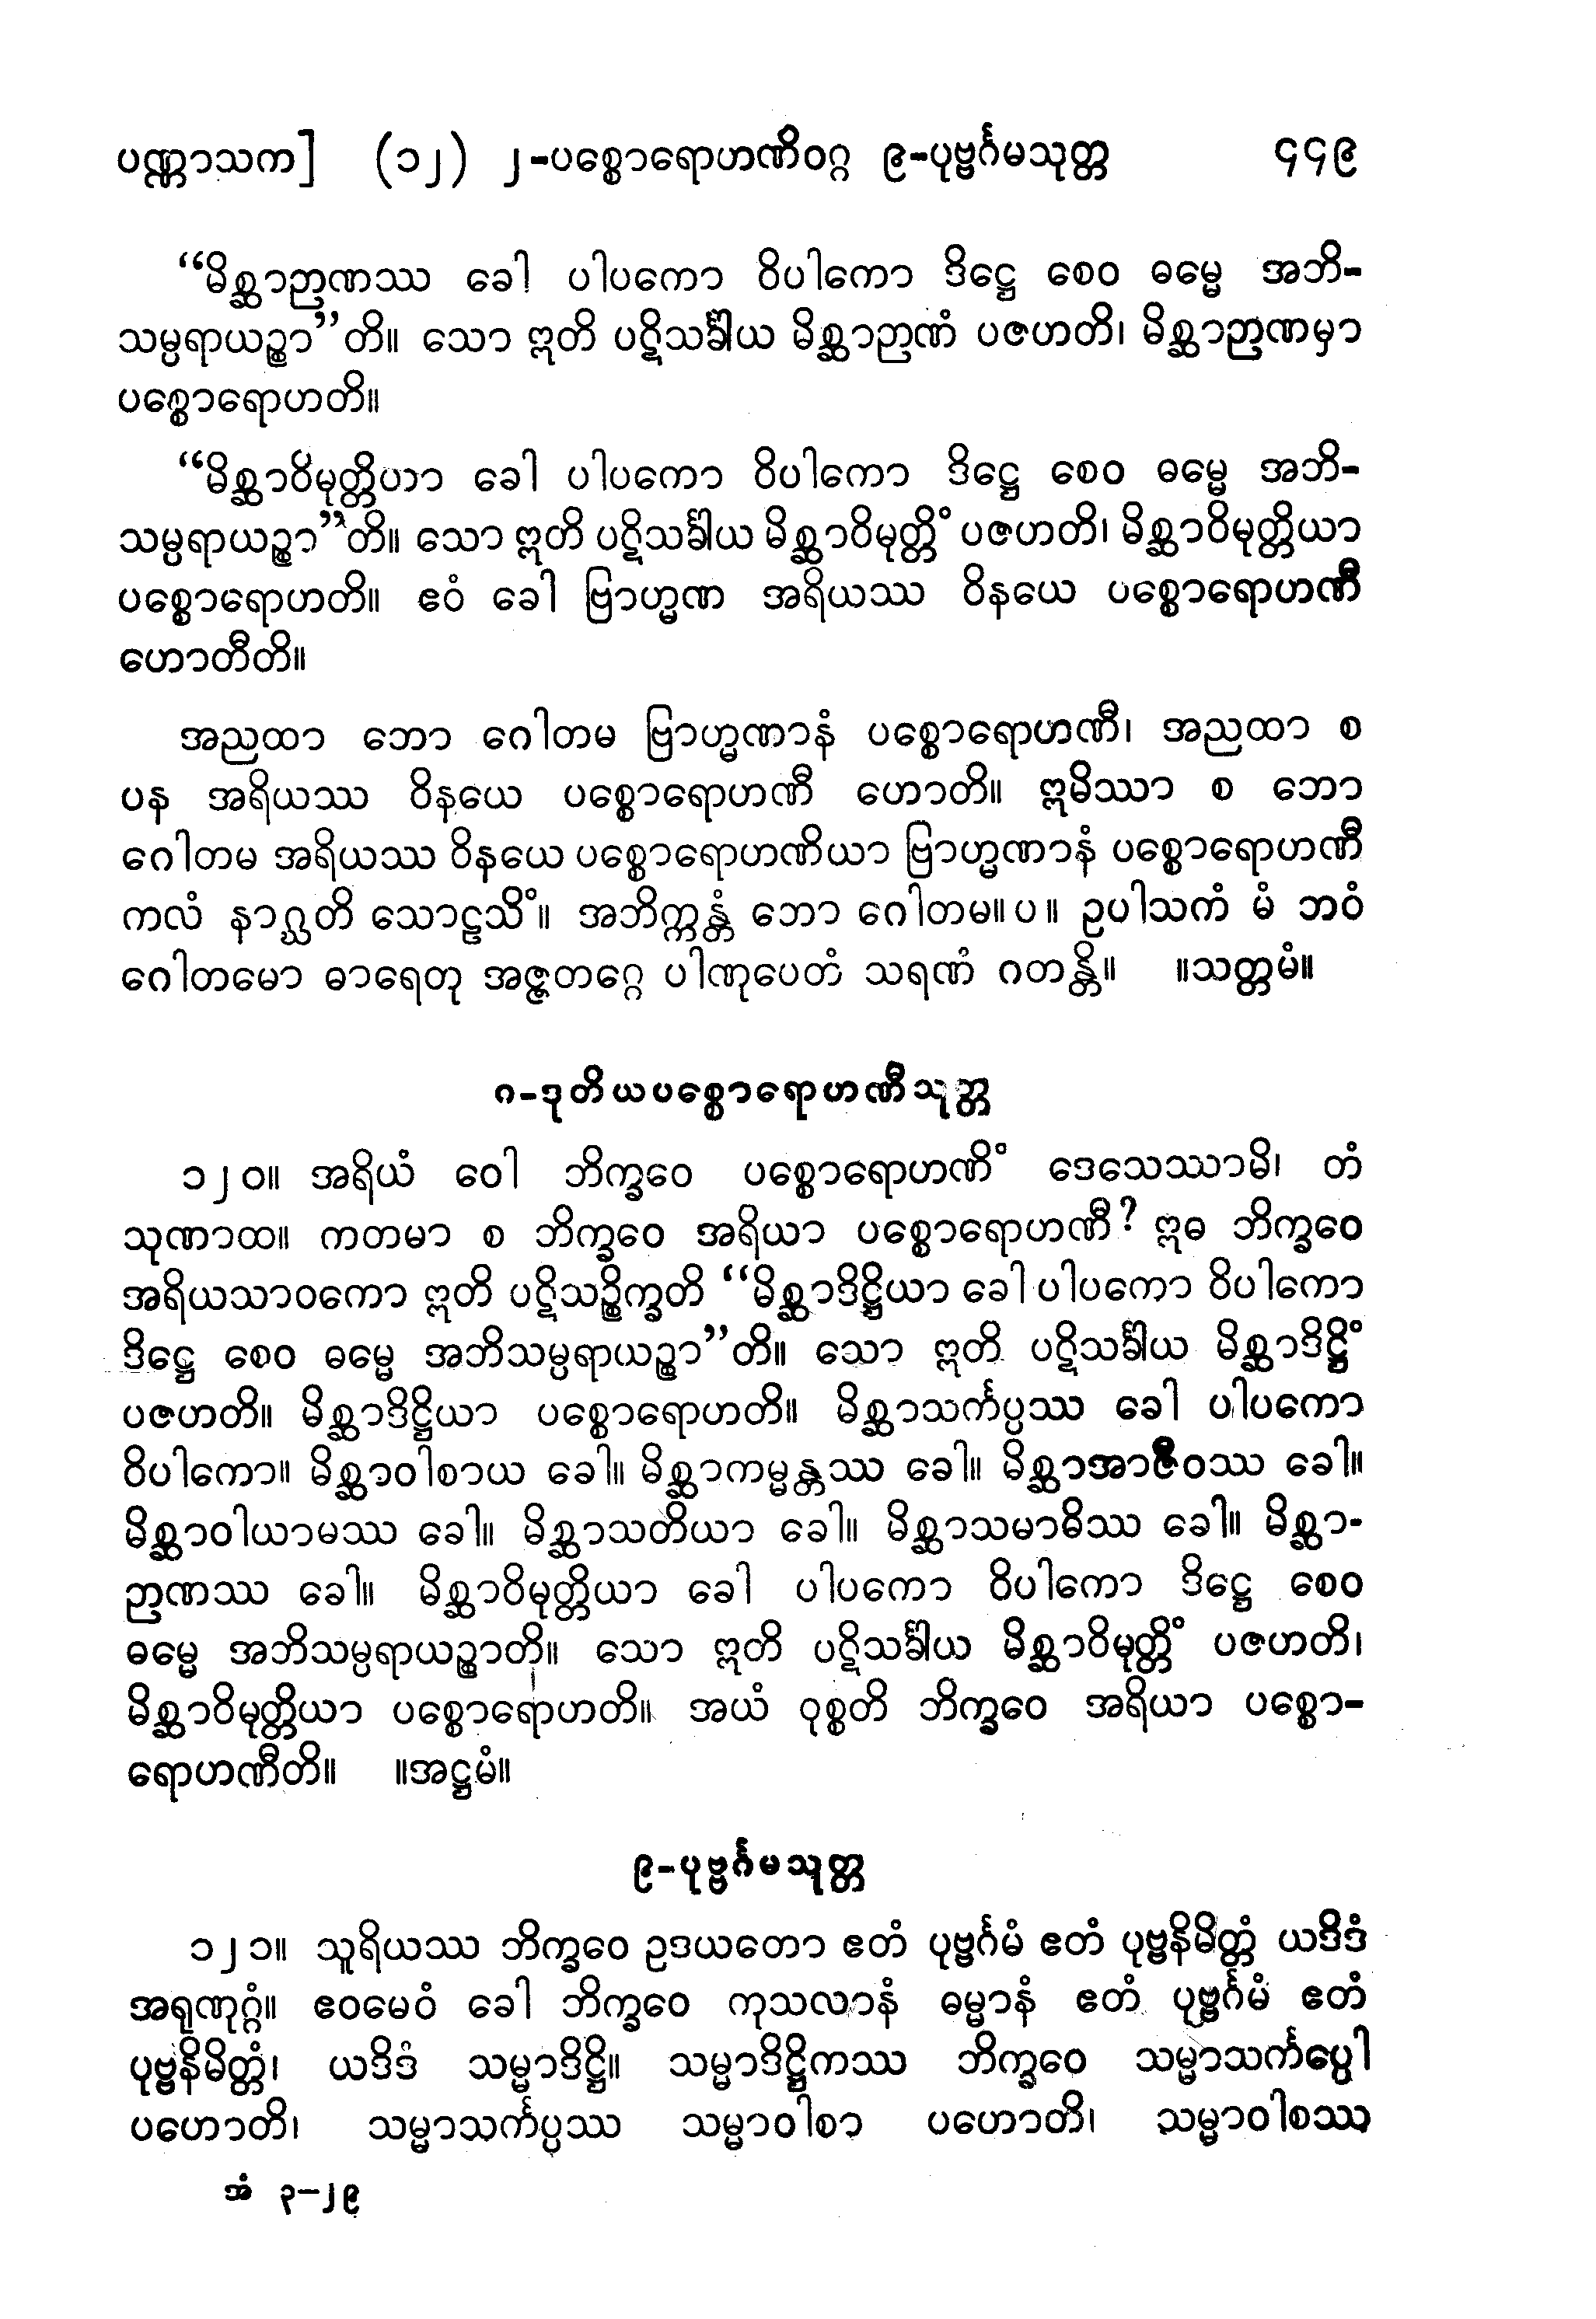 ပဏ္ဏာသက] (၁၂) ၂-ပစ္စောရောဟဏိဝဂ္ဂ ၉-ပုဗ္ဗင်္ဂမသုတ္တ ၄၄၉
“မိစ္ဆာဉာဏဿ ခေါ ပါပကော ဝိပါကော ဒိဋ္ဌေ စေဝ ဓမ္မေ အဘိ-
သမ္ပရာယဉ္စာ”တိ။ သော ဣတိ ပဋိသင်္ခါယ မိစ္ဆာဉာဏံ ပဇဟတိ၊ မိစ္ဆာဉာဏမှာ
ပစ္စောရောဟတိ။
“မိစ္ဆာဝိမုတ္တိယာ ခေါ ပါပကော ဝိပါကော ဒိဋ္ဌေ စေဝ ဓမ္မေ အဘိ-
သမ္ပရာယဉ္စာ”တိ။ သော ဣတိ ပဋိသင်္ခါယ မိစ္ဆာဝိမုတ္တိံ ပဇဟတိ၊ မိစ္ဆာဝိမုတ္တိယာ
ပစ္စောရောဟတိ။ ဧဝံ ခေါ ဗြာဟ္မဏ အရိယဿ ဝိနယေ ပစ္စောရောဟဏီ
ဟောတီတိ။
အညထာ ဘော ဂေါတမ ဗြာဟ္မဏာနံ ပစ္စောရောဟဏီ၊ အညထာ စ
ပန အရိယဿ ဝိနယေ ပစ္စောရောဟဏီ ဟောတိ။ ဣမိဿာ စ ဘော
ဂေါတမ အရိယဿ ဝိနယေ ပစ္စောရောဟဏိယာ ဗြာဟ္မဏာနံ ပစ္စောရောဟဏီ
ကလံ နာဂ္ဃတိ သောဠသိံ။ အဘိက္ကန္တံ ဘော ဂေါတမ။ပ။ ဥပါသကံ မံ ဘဝံ
ဂေါတမော ဓာရေတု အဇ္ဇတဂ္ဂေ ပါဏုပေတံ သရဏံ ဂတန္တိ။ ။သတ္တမံ။
၈-ဒုတိယပစ္စောရောဟဏီသုတ္တ
၁၂၀။ အရိယံ ဝေါ ဘိက္ခဝေ ပစ္စောရောဟဏိံ ဒေသေဿာမိ၊ တံ
သုဏာထ။ ကတမာ စ ဘိက္ခဝေ အရိယာ ပစ္စောရောဟဏီ? ဣဓ ဘိက္ခဝေ
အရိယသာဝကော ဣတိ ပဋိသဉ္စိက္ခတိ “မိစ္ဆာဒိဋ္ဌိယာ ခေါ ပါပကော ဝိပါကော
ဒိဋ္ဌေ စေဝ ဓမ္မေ အဘိသမ္ပရာယဉ္စာ”တိ။ သော ဣတိ ပဋိသင်္ခါယ မိစ္ဆာဒိဋ္ဌိံ
ပဇဟတိ။ မိစ္ဆာဒိဋ္ဌိယာ ပစ္စောရောဟတိ။ မိစ္ဆာသင်္ကပ္ပဿ ခေါ ပါပကော
ဝိပါကော။ မိစ္ဆာဝါစာယ ခေါ။ မိစ္ဆာကမ္မန္တဿ ခေါ။ မိစ္ဆာအာဇီဝဿ ခေါ။
မိစ္ဆာဝါယာမဿ ခေါ။ မိစ္ဆာသတိယာ ခေါ။ မိစ္ဆာသမာဓိဿ ခေါ။ မိစ္ဆာ-
ဉာဏဿ ခေါ။ မိစ္ဆာဝိမုတ္တိယာ ခေါ ပါပကော ဝိပါကော ဒိဋ္ဌေ စေဝ
ဓမ္မေ အဘိသမ္ပရာယဉ္စာတိ။ သော ဣတိ ပဋိသင်္ခါယ မိစ္ဆာဝိမုတ္တိံ ပဇဟတိ၊
မိစ္ဆာဝိမုတ္တိယာ ပစ္စောရောဟတိ။ အယံ ဝုစ္စတိ ဘိက္ခဝေ အရိယာ ပစ္စော-
ရောဟဏီတိ။ ။အဋ္ဌမံ။
၉-ပုဗ္ဗင်္ဂမသုတ္တ
၁၂၁။ သူရိယဿ ဘိက္ခဝေ ဥဒယတော ဧတံ ပုဗ္ဗင်္ဂမံ ဧတံ ပုဗ္ဗနိမိတ္တံ ယဒိဒံ
အရုဏုဂ္ဂံ။ ဧဝမေဝံ ခေါ ဘိက္ခဝေ ကုသလာနံ ဓမ္မာနံ ဧတံ ပုဗ္ဗင်္ဂမံ ဧတံ
ပုဗ္ဗနိမိတ္တံ၊ ယဒိဒံ သမ္မာဒိဋ္ဌိ။ သမ္မာဒိဋ္ဌိကဿ ဘိက္ခဝေ သမ္မာသင်္ကပ္ပေါ
ပဟောတိ၊ သမ္မာသင်္ကပ္ပဿ သမ္မာဝါစာ ပဟောတိ၊ သမ္မာဝါစဿ
အံ ၃–၂၉